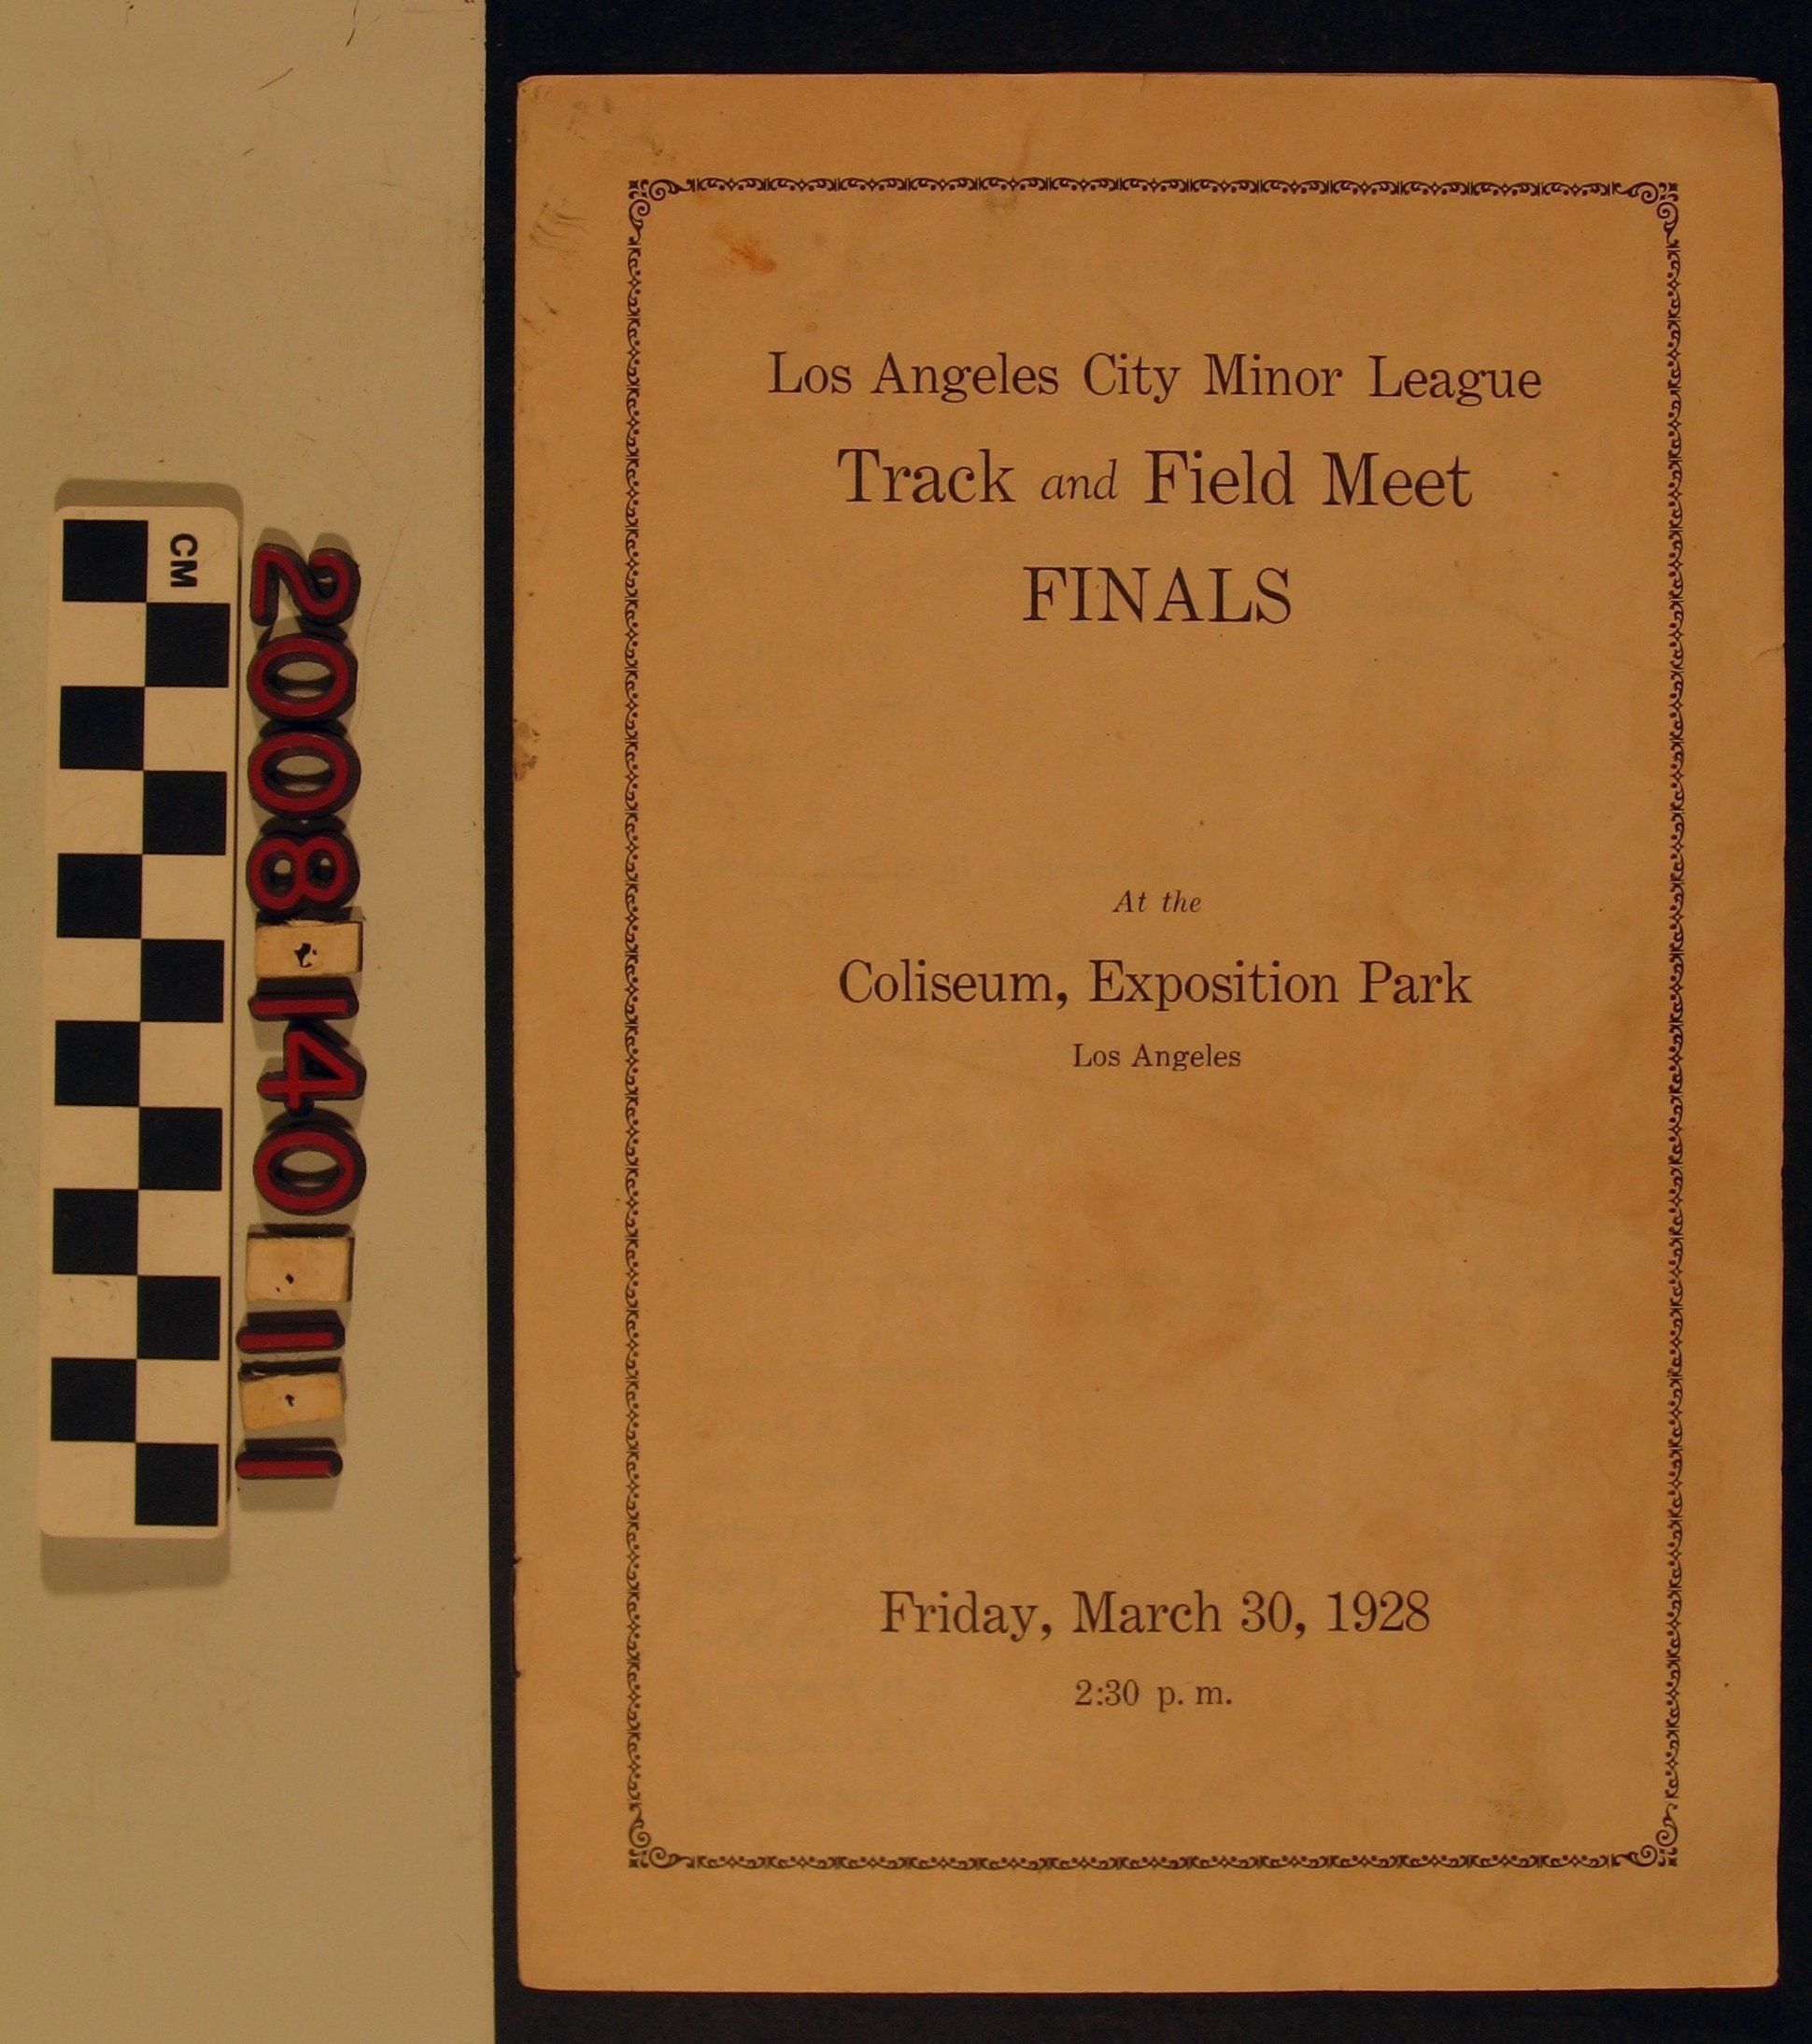 CM
2008.140.1.1
Los Angeles City Minor League
Track and Field Meet
FINALS
At the
Coliseum, Exposition Park
Los Angeles
Friday, March 30, 1928
2:30 p. m.